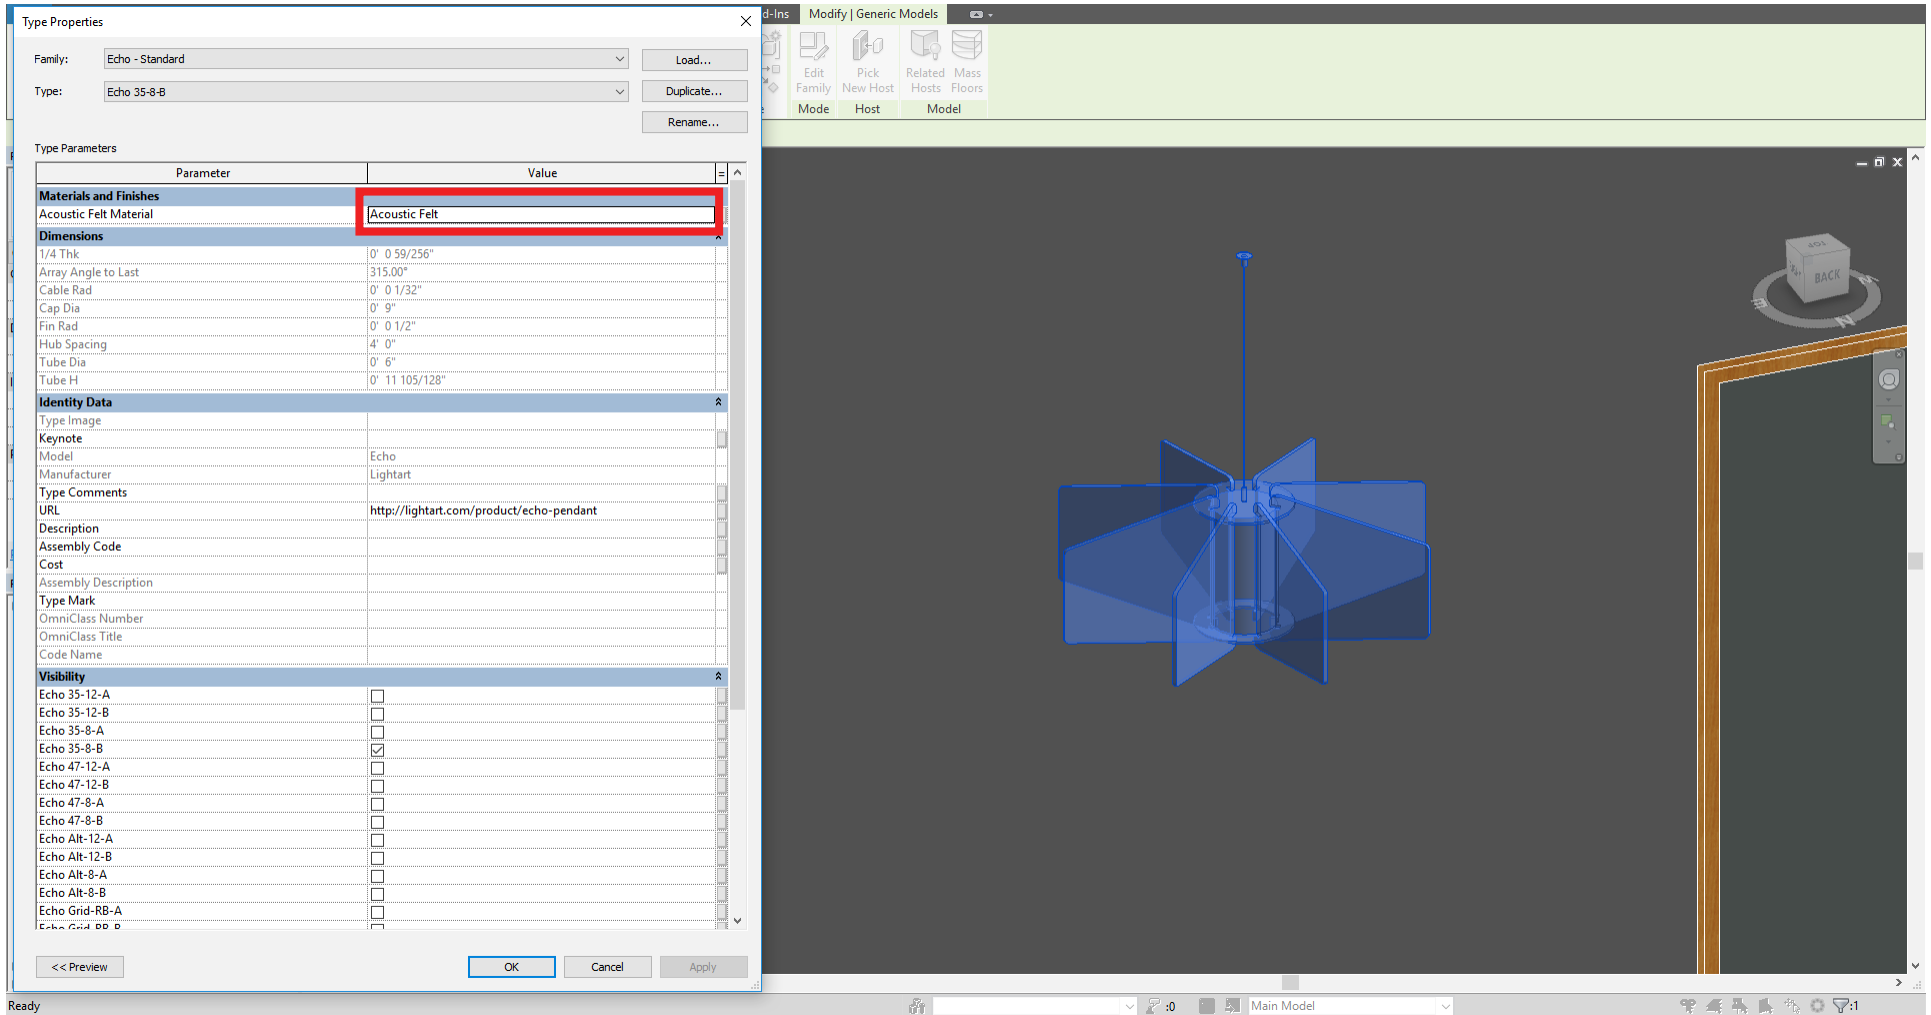 Type Properties
Family:
Echo - Standard
Load...
Type:
Echo 35-8-B
Duplicate...
Rename...
Type Parameters
Parameter Value =
Materials and Finishes
Acoustic Felt Material Acoustic Felt
Dimensions
1/4 Thk 0' 0 59/256"
Array Angle to Last 315.00°
Cable Rad 0' 0 1/32"
Cap Dia 0' 9"
Fin Rad 0' 0 1/2"
Hub Spacing 4' 0"
Tube Dia 0' 6"
Tube H 0' 11 105/128"
Identity Data
Type Image
Keynote
Model Echo
Manufacturer Lightart
Type Comments
URL http://lightart.com/product/echo-pendant
Description
Assembly Code
Cost
Assembly Description
Type Mark
OmniClass Number
OmniClass Title
Code Name
Visibility
Echo 35-12-A
Echo 35-12-B
Echo 35-8-A
Echo 35-8-B
Echo 47-12-A
Echo 47-12-B
Echo 47-8-A
Echo 47-8-B
Echo Alt-12-A
Echo Alt-12-B
Echo Alt-8-A
Echo Alt-8-B
Echo Grid-RB-A
Echo Grid-RB-B
<< Preview
OK
Cancel
Apply
d-Ins
Modify | Generic Models
Edit
Family
Pick
New Host
Related
Hosts
Mass
Floors
Mode
Host
Model
TOP
BACK
E
N
Ready
:0
Main Model
:1